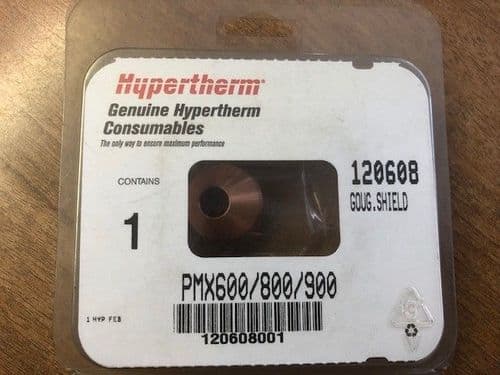 Hypertherm
Genuine Hypertherm
Consumables
The only way to ensure maximum performance
CONTAINS
1
120608
GOUG.SHIELD
PMX600/800/900
120608001
1 HYP FEB